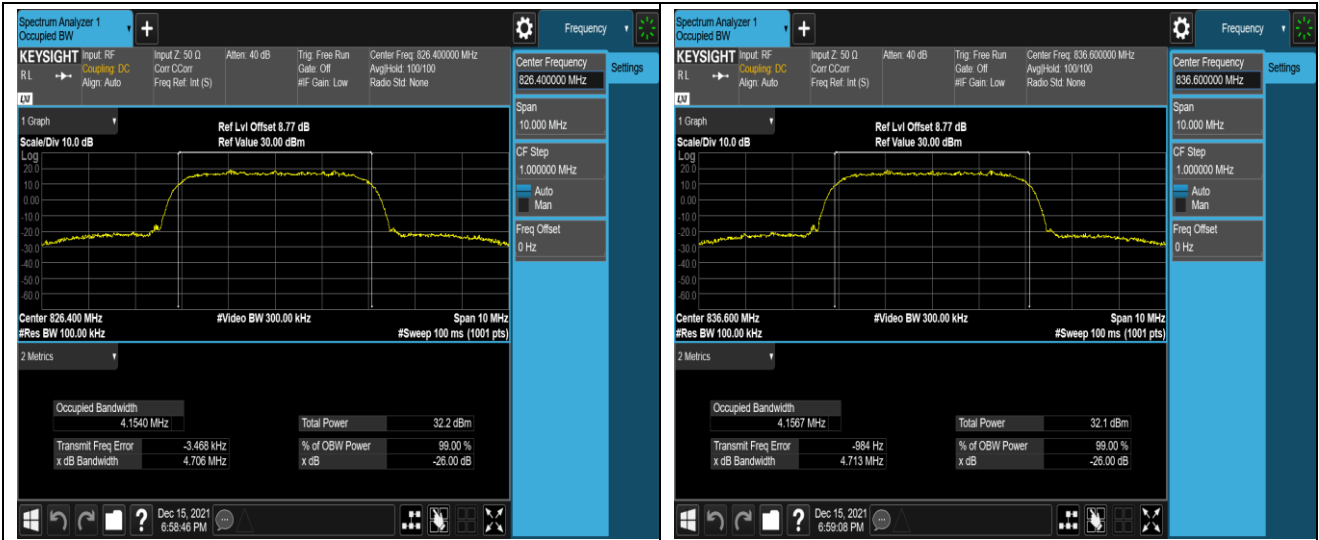 Spectrum Analyzer 1
Occupied BW
+
Frequency
KEYSIGHT
RL
LXI
Input: RF
Coupling: DC
Align: Auto
Input Z: 50 Ω
Corr CCorr
Freq Ref: Int (S)
Atten: 40 dB
Trig: Free Run
Gate: Off
#IF Gain: Low
Center Freq: 826.400000 MHz
Avg|Hold: 100/100
Radio Std: None
Center Frequency
826.400000 MHz
Settings
Span
10.000 MHz
CF Step
1.000000 MHz
Auto
Man
Freq Offset
0 Hz
1 Graph
Scale/Div 10.0 dB
Ref Lvl Offset 8.77 dB
Ref Value 30.00 dBm
Log
20.0
10.0
0.00
-10.0
-20.0
-30.0
-40.0
-50.0
-60.0
Center 826.400 MHz
#Video BW 300.00 kHz
Span 10 MHz
#Res BW 100.00 kHz
#Sweep 100 ms (1001 pts)
2 Metrics
Occupied Bandwidth
4.1540 MHz
Total Power 32.2 dBm
Transmit Freq Error -3.468 kHz
% of OBW Power 99.00 %
x dB Bandwidth 4.706 MHz
x dB -26.00 dB
?
Dec 15, 2021
6:58:46 PM
Spectrum Analyzer 1
Occupied BW
+
Frequency
KEYSIGHT
RL
LXI
Input: RF
Coupling: DC
Align: Auto
Input Z: 50 Ω
Corr CCorr
Freq Ref: Int (S)
Atten: 40 dB
Trig: Free Run
Gate: Off
#IF Gain: Low
Center Freq: 836.600000 MHz
Avg|Hold: 100/100
Radio Std: None
Center Frequency
836.600000 MHz
Settings
Span
10.000 MHz
CF Step
1.000000 MHz
Auto
Man
Freq Offset
0 Hz
1 Graph
Scale/Div 10.0 dB
Ref Lvl Offset 8.77 dB
Ref Value 30.00 dBm
Log
20.0
10.0
0.00
-10.0
-20.0
-30.0
-40.0
-50.0
-60.0
Center 836.600 MHz
#Video BW 300.00 kHz
Span 10 MHz
#Res BW 100.00 kHz
#Sweep 100 ms (1001 pts)
2 Metrics
Occupied Bandwidth
4.1567 MHz
Total Power 32.1 dBm
Transmit Freq Error -984 Hz
% of OBW Power 99.00 %
x dB Bandwidth 4.713 MHz
x dB -26.00 dB
?
Dec 15, 2021
6:59:08 PM